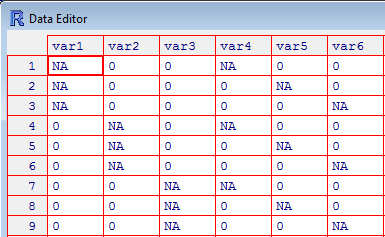 R Data Editor
var1 var2 var3 var4 var5 var6
1 NA 0 0 NA 0 0
2 NA 0 0 0 NA 0
3 NA 0 0 0 0 NA
4 0 NA 0 NA 0 0
5 0 NA 0 0 NA 0
6 0 NA 0 0 0 NA
7 0 0 NA NA 0 0
8 0 0 NA 0 NA 0
9 0 0 NA 0 0 NA